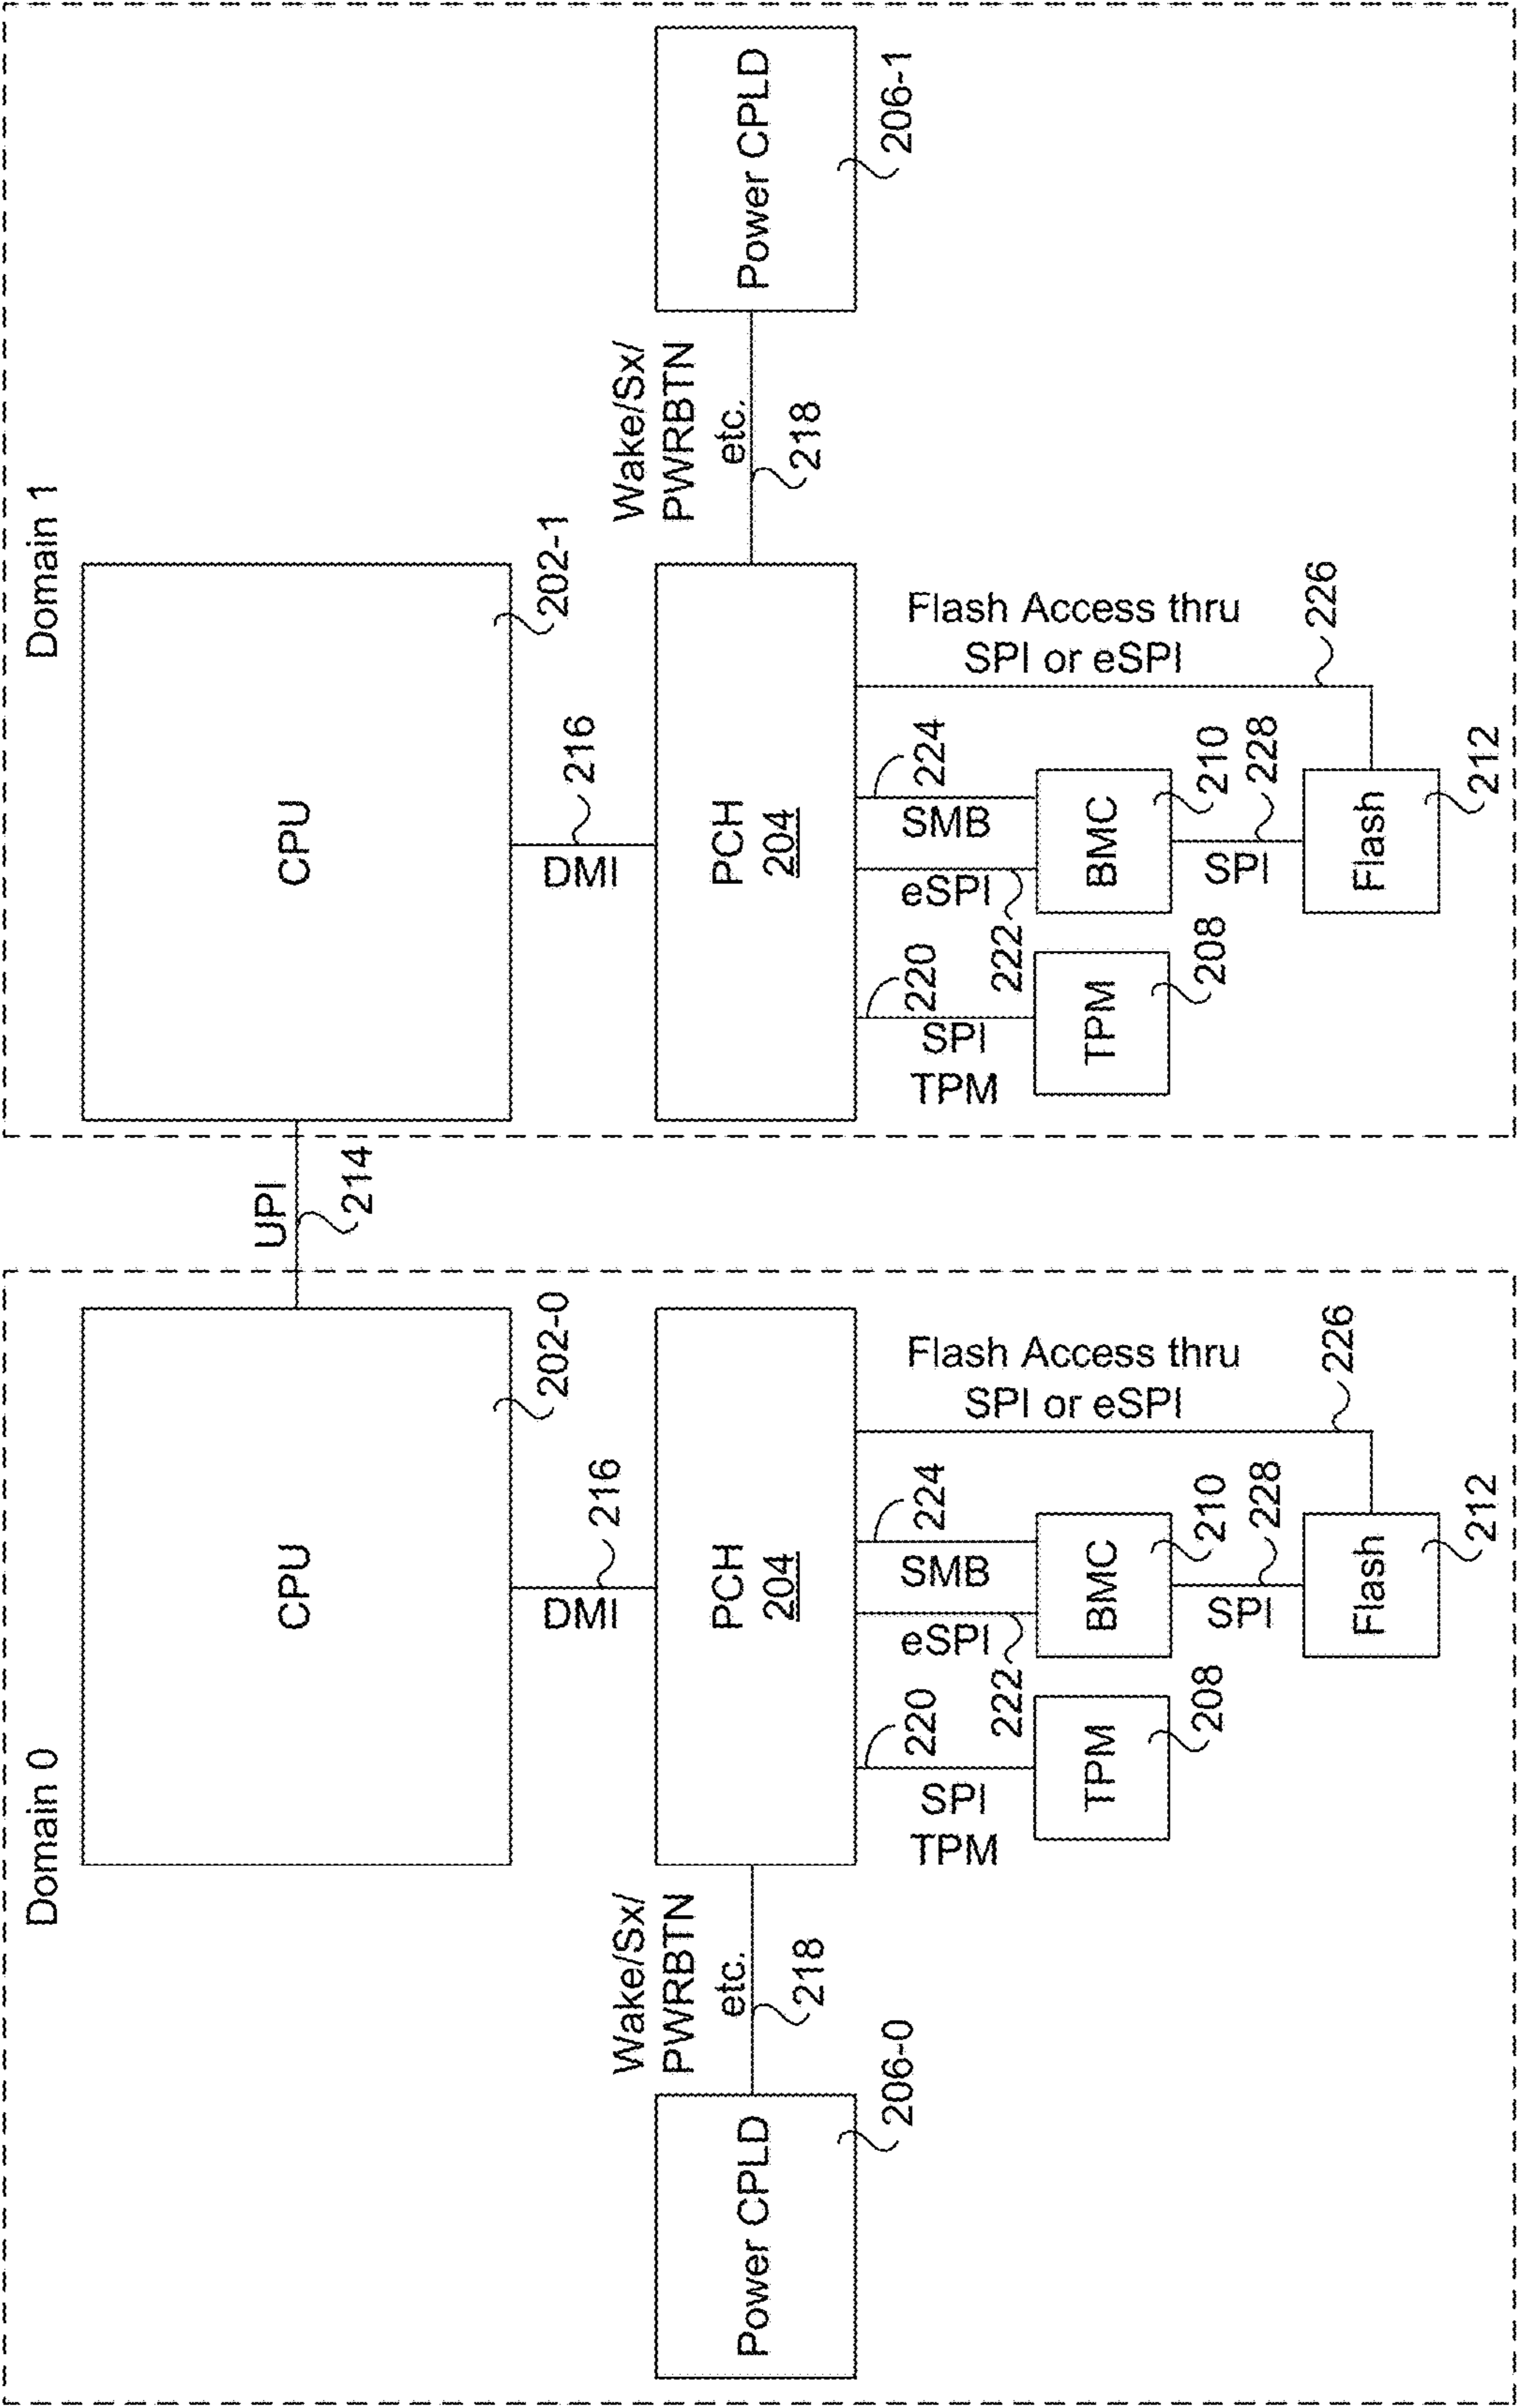 Domain 0
CPU
202-0
UPI
214
DMI
216
Power CPLD
206-0
Wake/Sx/
PWRBTN
etc.
218
PCH
204
SPI
TPM
220
eSPI
222
SMB
224
Flash Access thru
SPI or eSPI
226
TPM
208
BMC
210
SPI
228
Flash
212
Domain 1
CPU
202-1
DMI
216
PCH
204
Wake/Sx/
PWRBTN
etc.
218
Power CPLD
206-1
SPI
TPM
220
eSPI
222
SMB
224
Flash Access thru
SPI or eSPI
226
TPM
208
BMC
210
SPI
228
Flash
212